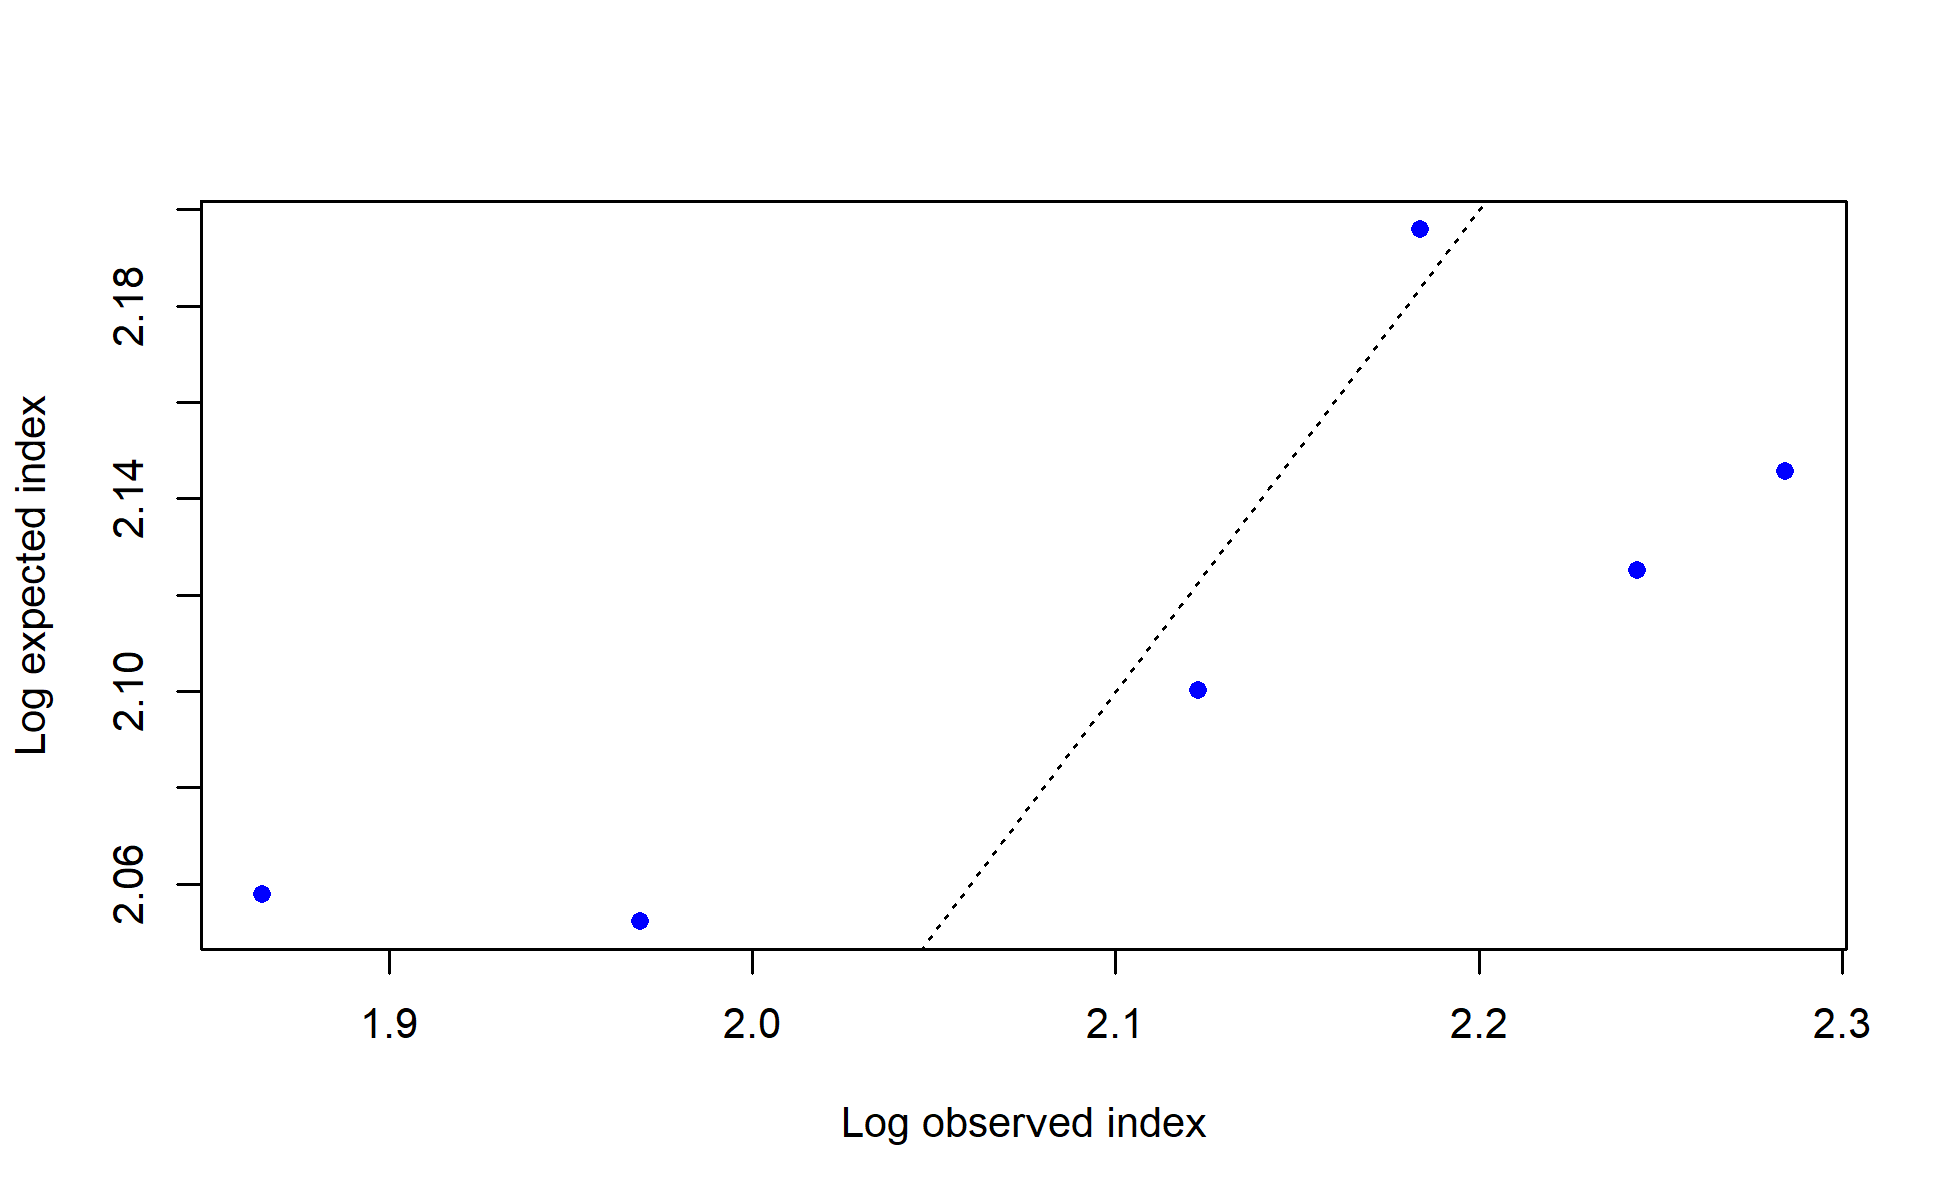 Log expected index
2.18
2.14
2.10
2.06
1.9 2.0 2.1 2.2 2.3
Log observed index